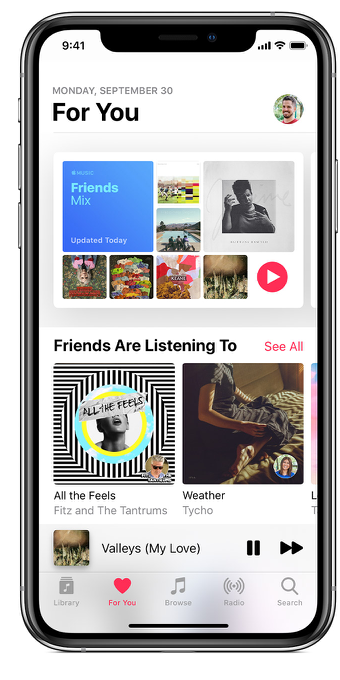 9:41
MONDAY, SEPTEMBER 30
For You
MUSIC
Friends
Mix
Updated Today
KEANE
Friends Are Listening To
See All
ALL THE FEELS
TANTRUMS
All the Feels
Fitz and The Tantrums
Weather
Tycho
L
T
Valleys (My Love)
Library
For You
Browse
Radio
Search